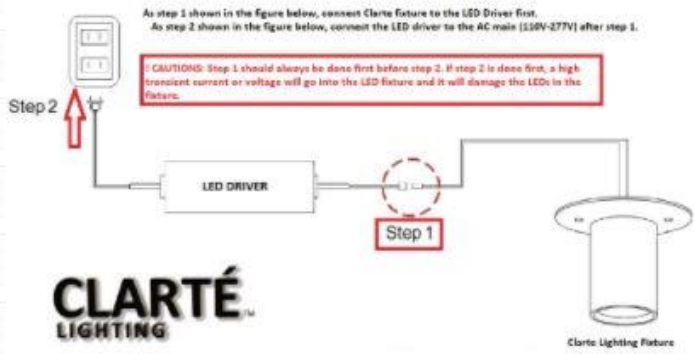 As step 1 shown in the figure below, connect Clarte fixture to the LED Driver first.
As step 2 shown in the figure below, connect the LED driver to the AC main (110V-277V) after step 1.
! CAUTIONS: Step 1 should always be done first before step 2. If step 2 is done first, a high
transient current or voltage will go into the LED fixture and it will damage the LEDs in the
fixture.
Step 2
LED DRIVER
Step 1
CLARTÉ
LIGHTING
Clarte Lighting Fixture